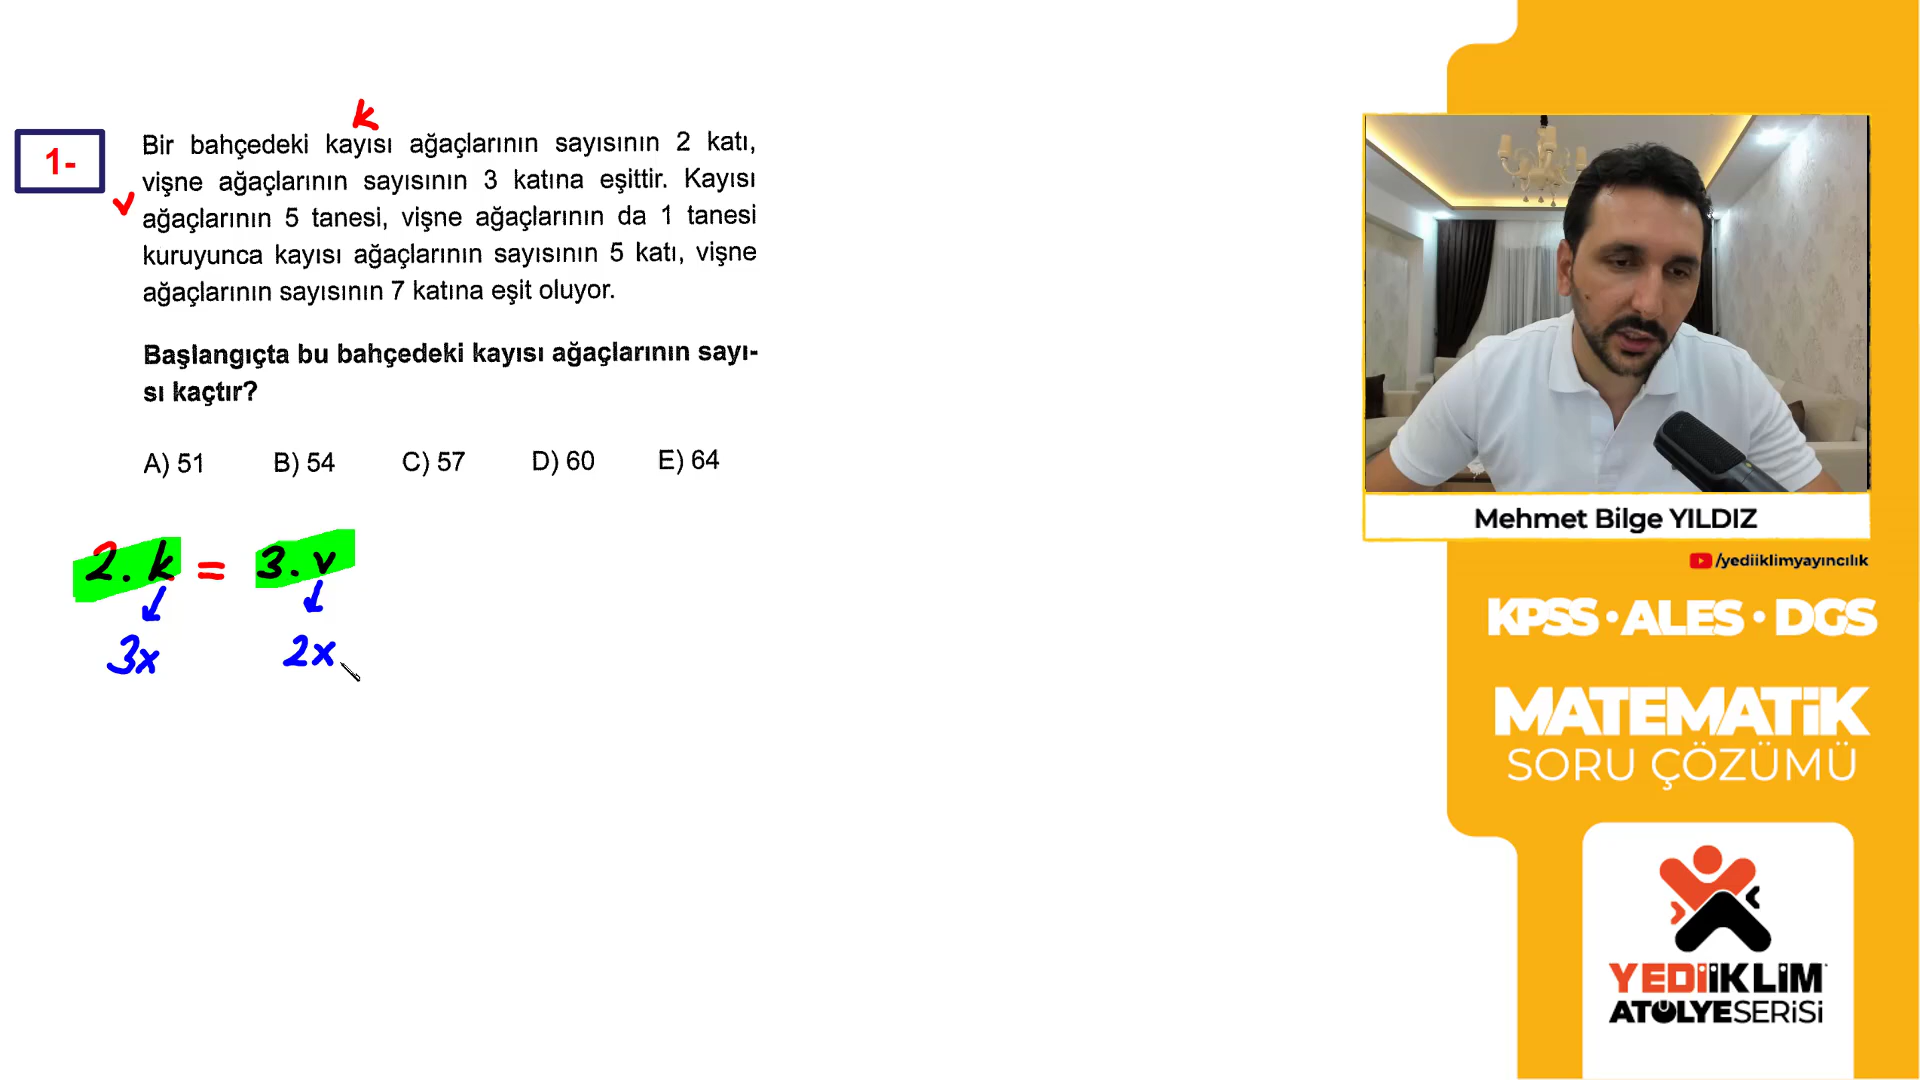 k
1-
Bir bahçedeki kayısı ağaçlarının sayısının 2 katı,
vişne ağaçlarının sayısının 3 katına eşittir. Kayısı
v
ağaçlarının 5 tanesi, vişne ağaçlarının da 1 tanesi
kuruyunca kayısı ağaçlarının sayısının 5 katı, vişne
ağaçlarının sayısının 7 katına eşit oluyor.
Başlangıçta bu bahçedeki kayısı ağaçlarının sayı-
sı kaçtır?
A) 51 B) 54 C) 57 D) 60 E) 64
2. k = 3. v
3x 2x
Mehmet Bilge YILDIZ
/yediiklimyayıncılık
KPSS • ALES • DGS
MATEMATİK
SORU ÇÖZÜMÜ
YEDİİKLİM
ATÖLYESERİSİ